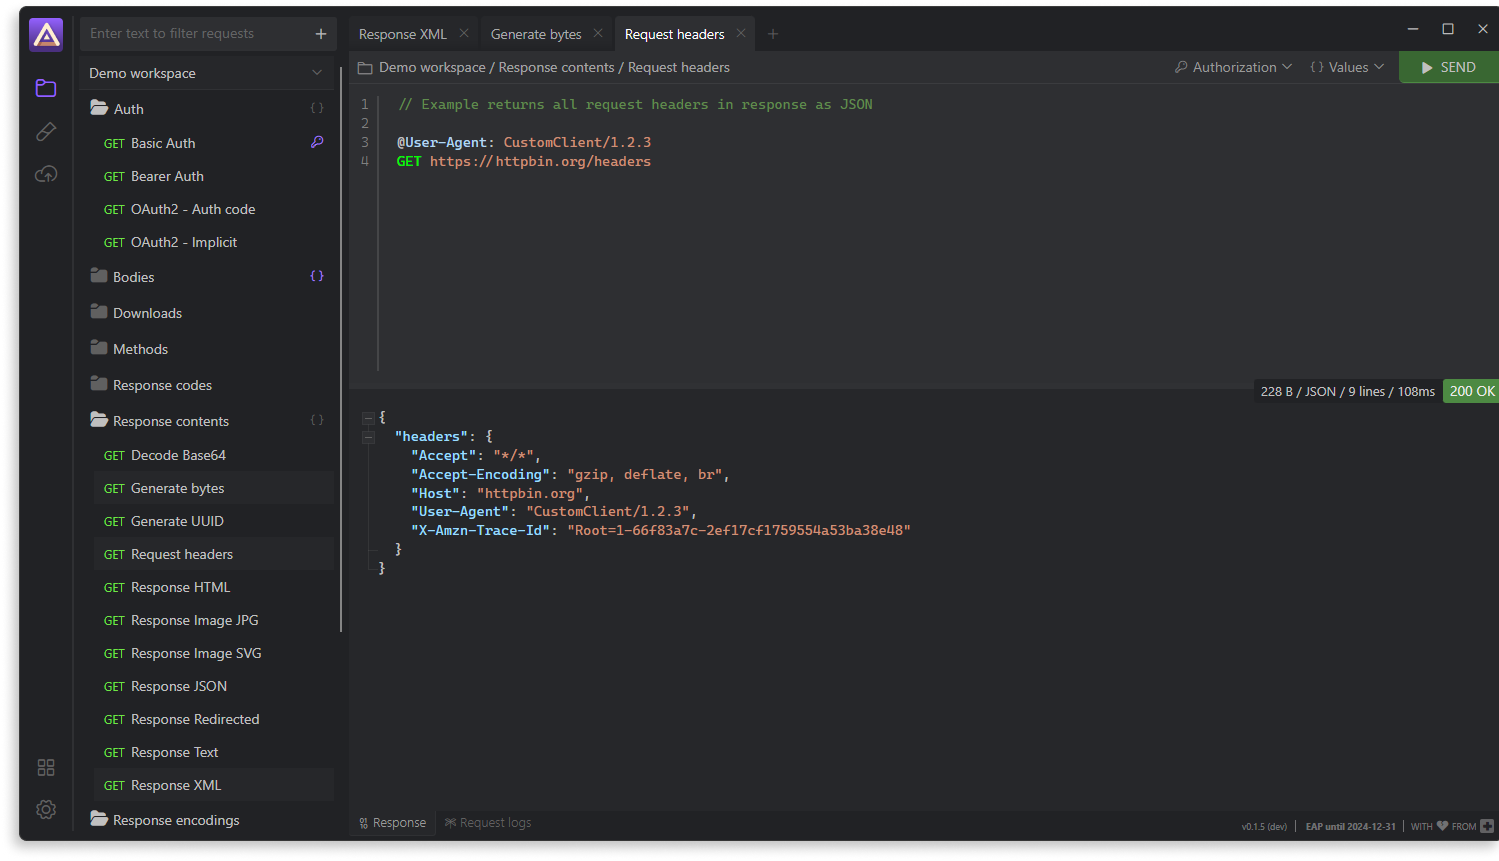 Enter text to filter requests
Demo workspace
Auth { }
GET Basic Auth
GET Bearer Auth
GET OAuth2 - Auth code
GET OAuth2 - Implicit
Bodies { }
Downloads
Methods
Response codes
Response contents { }
GET Decode Base64
GET Generate bytes
GET Generate UUID
GET Request headers
GET Response HTML
GET Response Image JPG
GET Response Image SVG
GET Response JSON
GET Response Redirected
GET Response Text
GET Response XML
Response encodings
Response XML Generate bytes Request headers
Demo workspace / Response contents / Request headers
Authorization { } Values SEND
1 // Example returns all request headers in response as JSON
2
3 @User-Agent: CustomClient/1.2.3
4 GET https://httpbin.org/headers
228 B / JSON / 9 lines / 108ms 200 OK
{
"headers": {
"Accept": "*/*",
"Accept-Encoding": "gzip, deflate, br",
"Host": "httpbin.org",
"User-Agent": "CustomClient/1.2.3",
"X-Amzn-Trace-Id": "Root=1-66f83a7c-2ef17cf1759554a53ba38e48"
}
}
Response Request logs
v0.1.5 (dev) EAP until 2024-12-31 WITH FROM